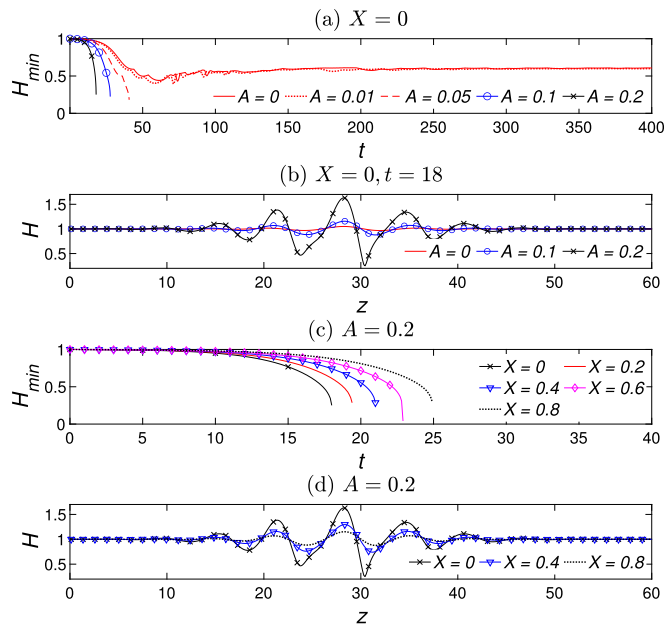 (a) X = 0
1
0.5
0
H_min
A = 0 A = 0.01 A = 0.05 A = 0.1 A = 0.2
50 100 150 200 250 300 350 400
t
(b) X = 0, t = 18
1.5
1
0.5
H
A = 0 A = 0.1 A = 0.2
0 10 20 30 40 50 60
z
(c) A = 0.2
1
0.5
0
H_min
X = 0 X = 0.2
X = 0.4 X = 0.6
X = 0.8
0 5 10 15 20 25 30 35 40
t
(d) A = 0.2
1.5
1
0.5
H
X = 0 X = 0.4 X = 0.8
0 10 20 30 40 50 60
z